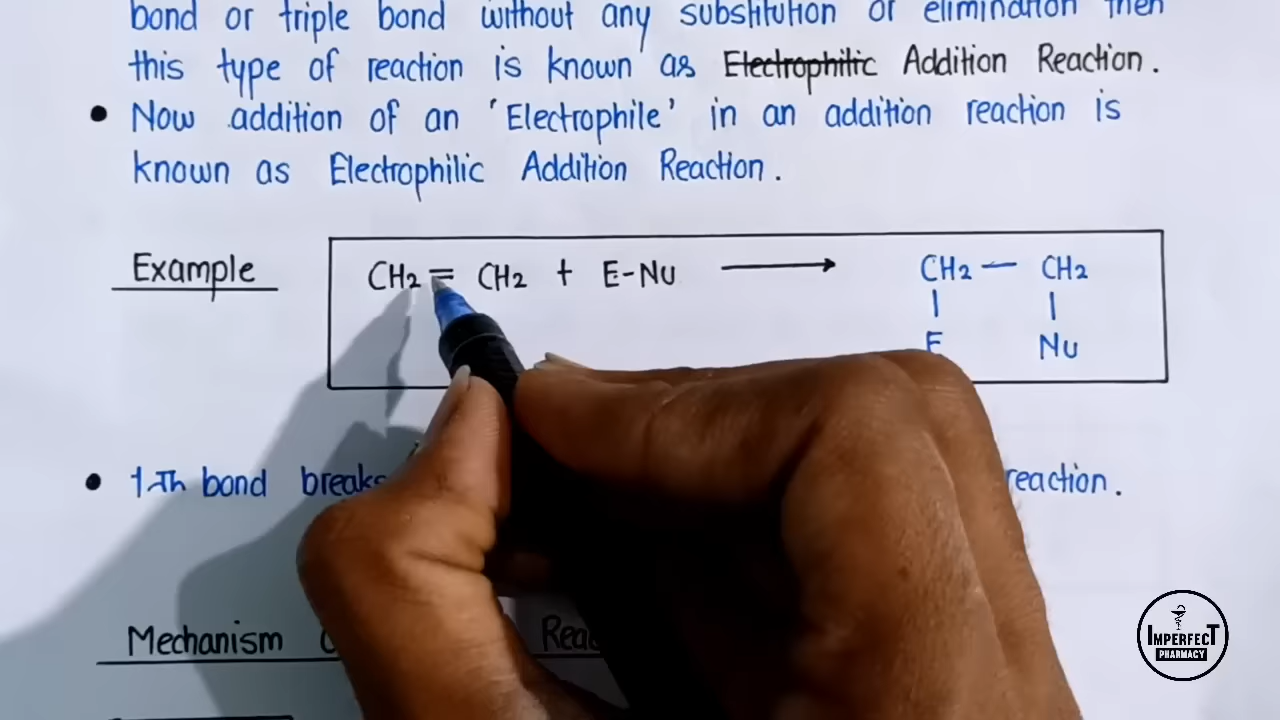 bond or triple bond without any substitution or elimination then
this type of reaction is known as Electrophilic Addition Reaction.
• Now addition of an 'Electrophile' in an addition reaction is
known as Electrophilic Addition Reaction.
Example
CH₂ = CH₂ + E-Nu ⟶ CH₂ — CH₂
| |
E Nu
• 1-π bond breaks reaction.
Mechanism
IMPERFECT
PHARMACY